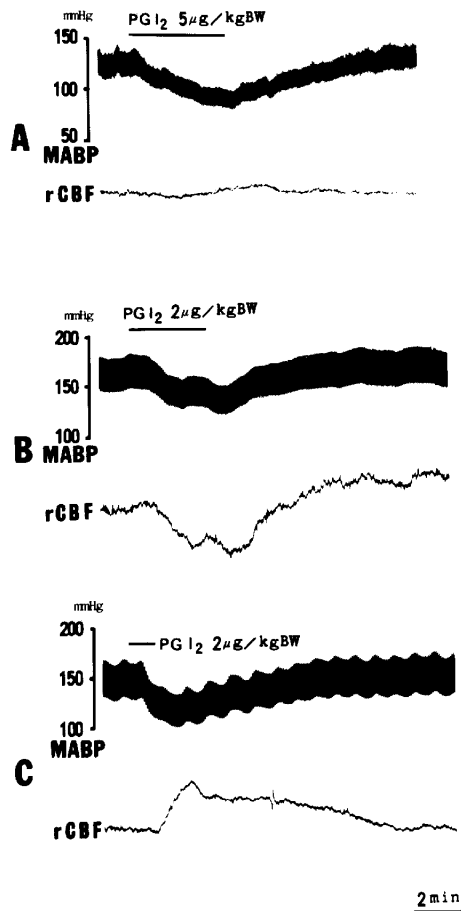 mmHg
PGI₂ 5μg/kgBW
150
100
50
A
MABP
rCBF
mmHg
PGI₂ 2μg/kgBW
200
150
100
B
MABP
rCBF
mmHg
PGI₂ 2μg/kgBW
200
150
100
MABP
C
rCBF
2min